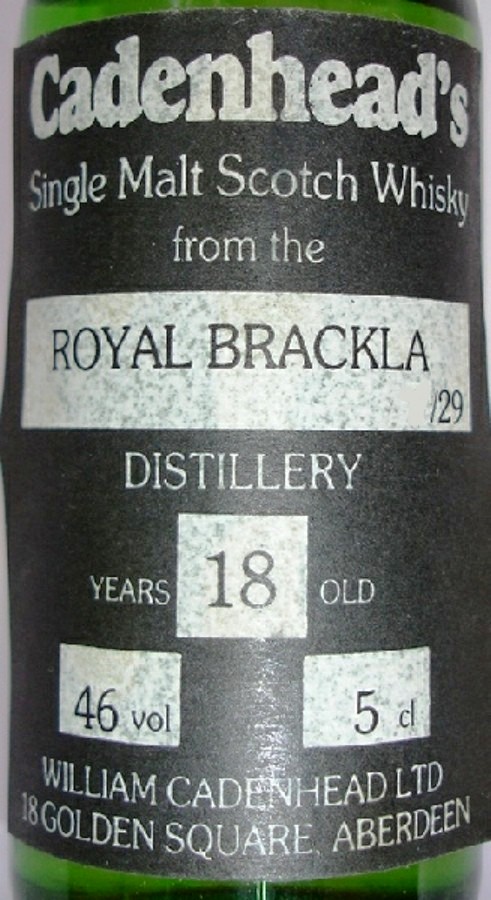 Cadenhead's
Single Malt Scotch Whisky
from the
ROYAL BRACKLA
/29
DISTILLERY
YEARS 18 OLD
46 vol 5 cl
WILLIAM CADENHEAD LTD
18 GOLDEN SQUARE, ABERDEEN